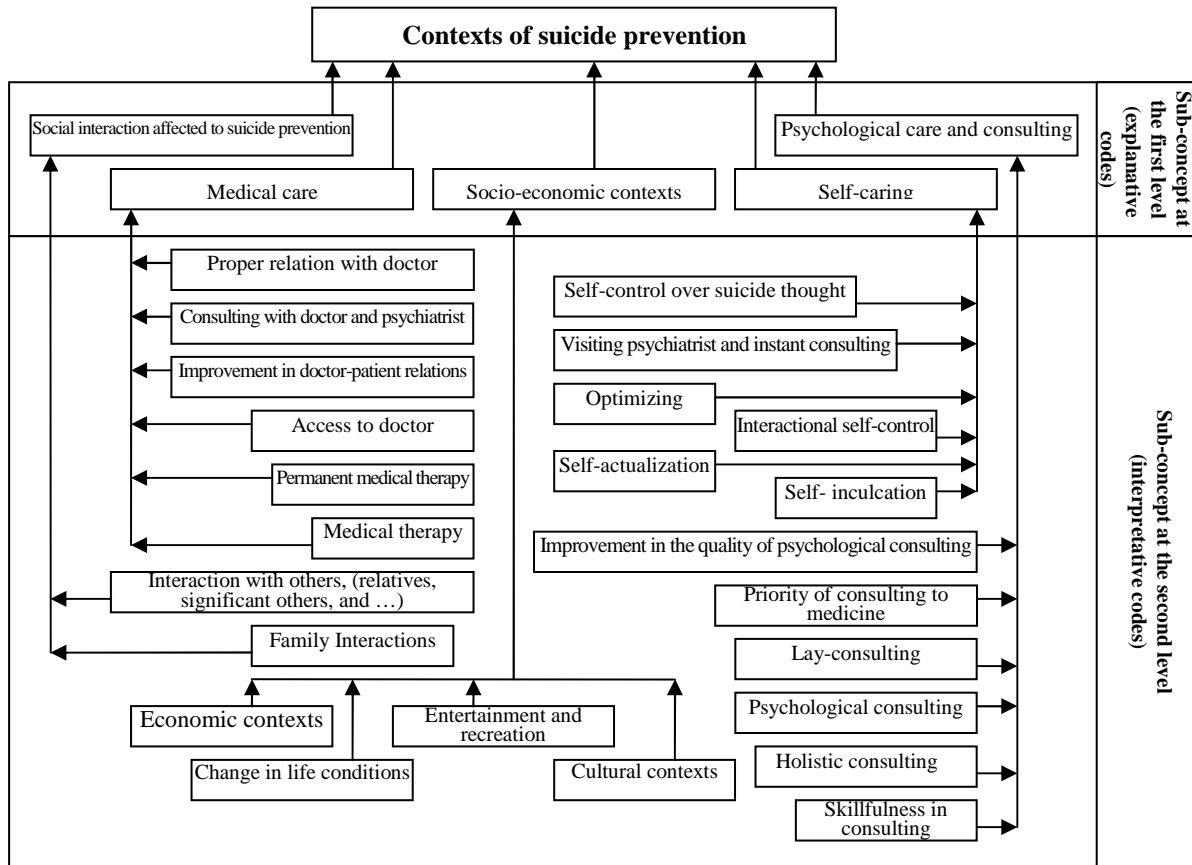 Contexts of suicide prevention
Social interaction affected to suicide prevention
Psychological care and consulting
Medical care
Socio-economic contexts
Self-caring
Sub-concept at
the first level
(explanative
codes)
Proper relation with doctor
Consulting with doctor and psychiatrist
Improvement in doctor-patient relations
Access to doctor
Permanent medical therapy
Medical therapy
Interaction with others, (relatives,
significant others, and …)
Family Interactions
Economic contexts
Change in life conditions
Entertainment and
recreation
Cultural contexts
Self-control over suicide thought
Visiting psychiatrist and instant consulting
Optimizing
Interactional self-control
Self-actualization
Self- inculcation
Improvement in the quality of psychological consulting
Priority of consulting to
medicine
Lay-consulting
Psychological consulting
Holistic consulting
Skillfulness in
consulting
Sub-concept at the second level
(interpretative codes)